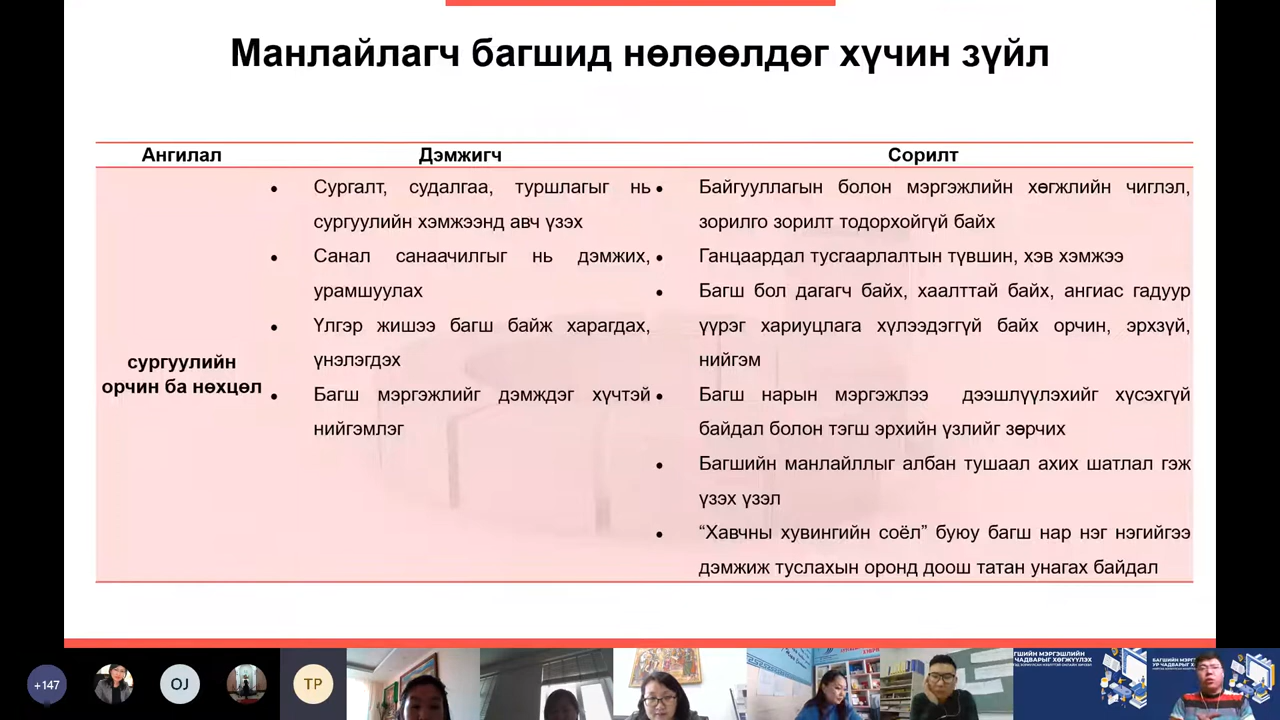 Манлайлагч багшид нөлөөлдөг хүчин зүйл
Ангилал
Дэмжигч
Сорилт
сургуулийн
орчин ба нөхцөл
• Сургалт, судалгаа, туршлагыг нь
сургуулийн хэмжээнд авч үзэх
• Санал санаачилгыг нь дэмжих,
урамшуулах
• Үлгэр жишээ багш байж харагдах,
үнэлэгдэх
• Багш мэргэжлийг дэмждэг хүчтэй
нийгэмлэг
• Байгууллагын болон мэргэжлийн хөгжлийн чиглэл,
зорилго зорилт тодорхойгүй байх
• Ганцаардал тусгаарлалтын түвшин, хэв хэмжээ
• Багш бол дагагч байх, хаалттай байх, ангиас гадуур
үүрэг хариуцлага хүлээдэггүй байх орчин, эрхзүй,
нийгэм
• Багш нарын мэргэжлээ дээшлүүлэхийг хүсэхгүй
байдал болон тэгш эрхийн үзлийг зөрчих
• Багшийн манлайллыг албан тушаал ахих шатлал гэж
үзэх үзэл
• “Хавчны хувингийн соёл” буюу багш нар нэг нэгийгээ
дэмжиж туслахын оронд доош татан унагах байдал
+147
OJ
TP
ЧАДВАРЫГ ХӨГЖҮҮЛЭХ
БАГШИЙН
УР ЧАДВАРЫГ